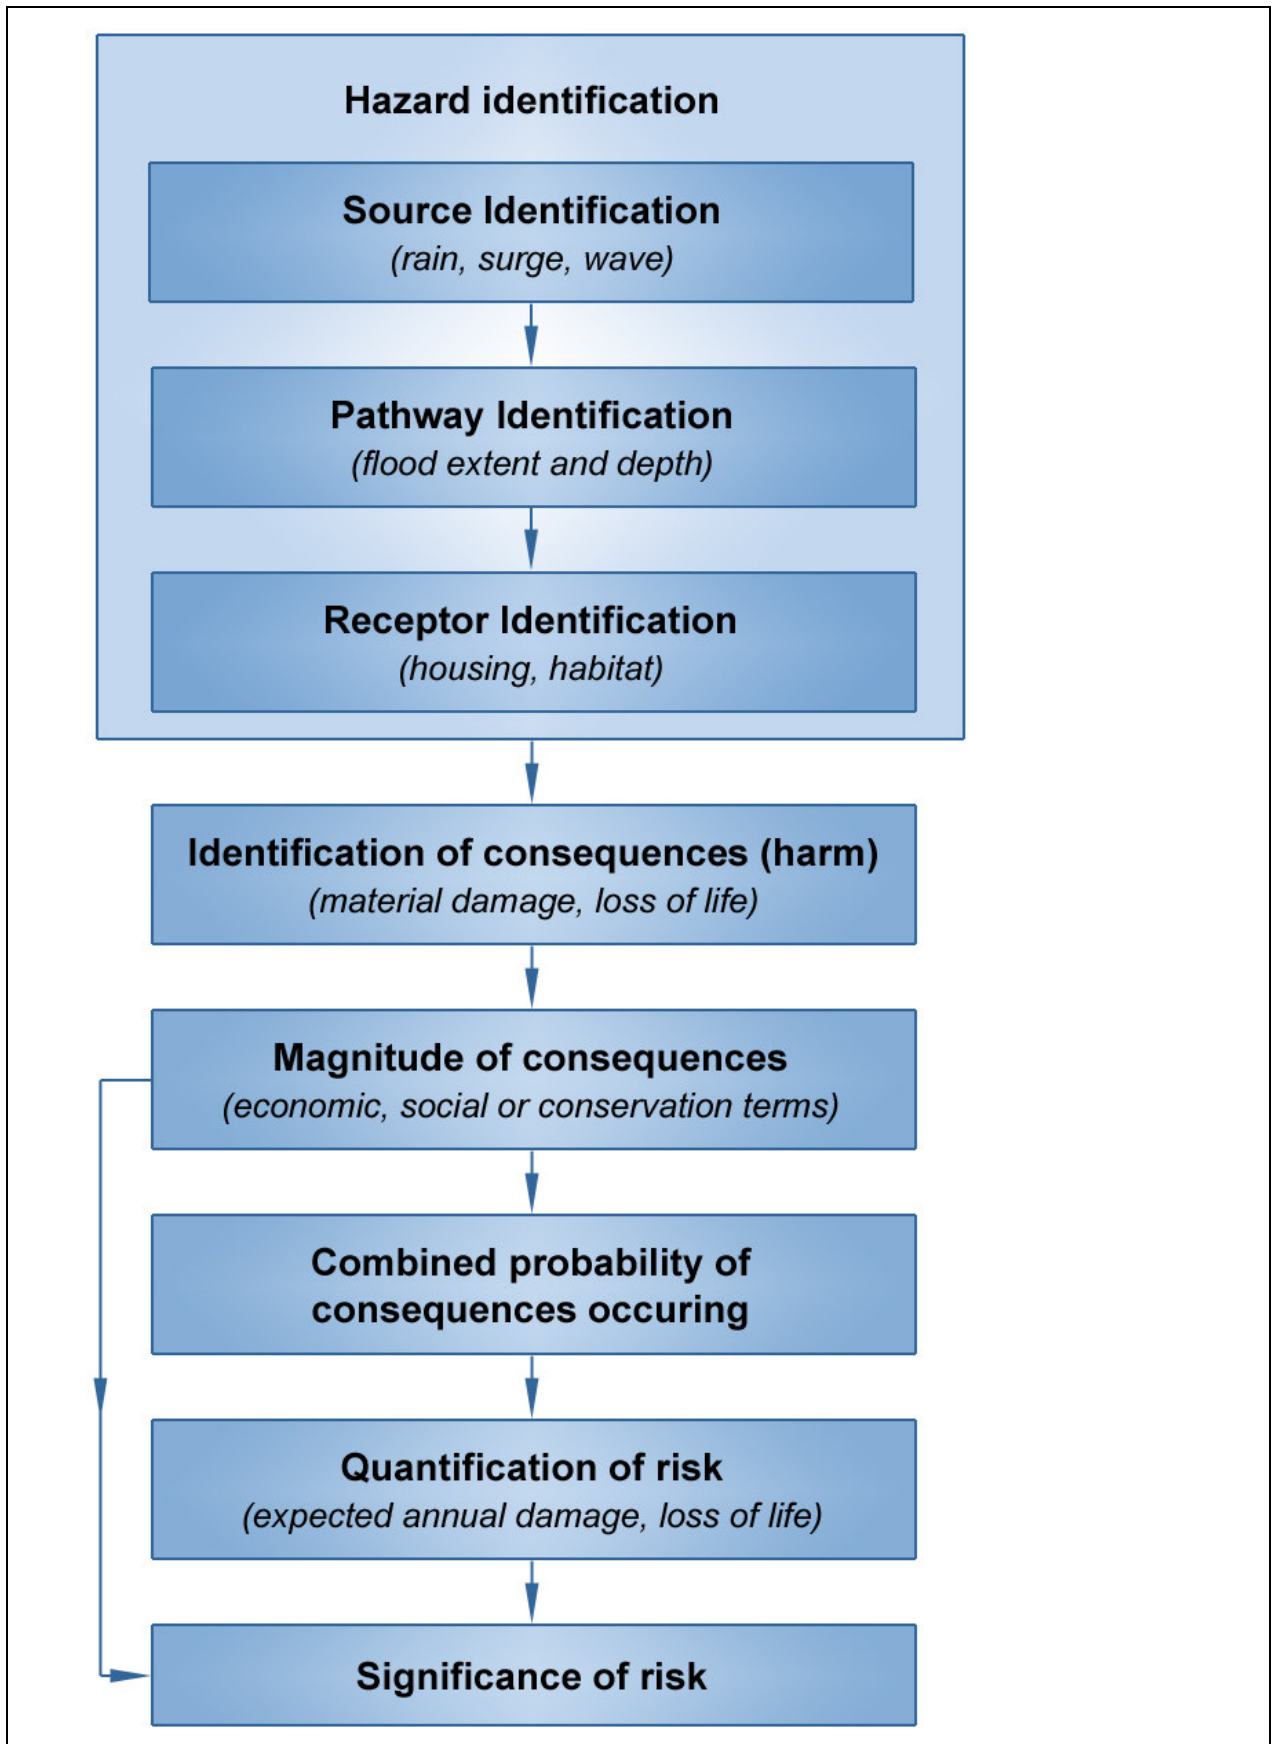 Hazard identification
Source Identification
(rain, surge, wave)
Pathway Identification
(flood extent and depth)
Receptor Identification
(housing, habitat)
Identification of consequences (harm)
(material damage, loss of life)
Magnitude of consequences
(economic, social or conservation terms)
Combined probability of
consequences occuring
Quantification of risk
(expected annual damage, loss of life)
Significance of risk